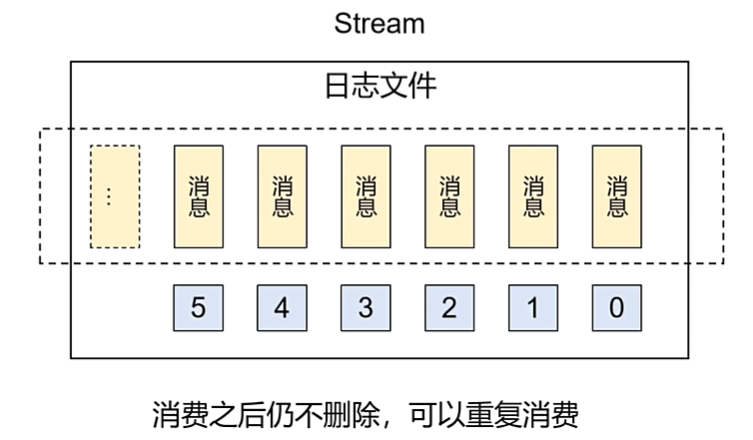 Stream
日志文件
... 消息 消息 消息 消息 消息 消息
5 4 3 2 1 0
消费之后仍不删除，可以重复消费